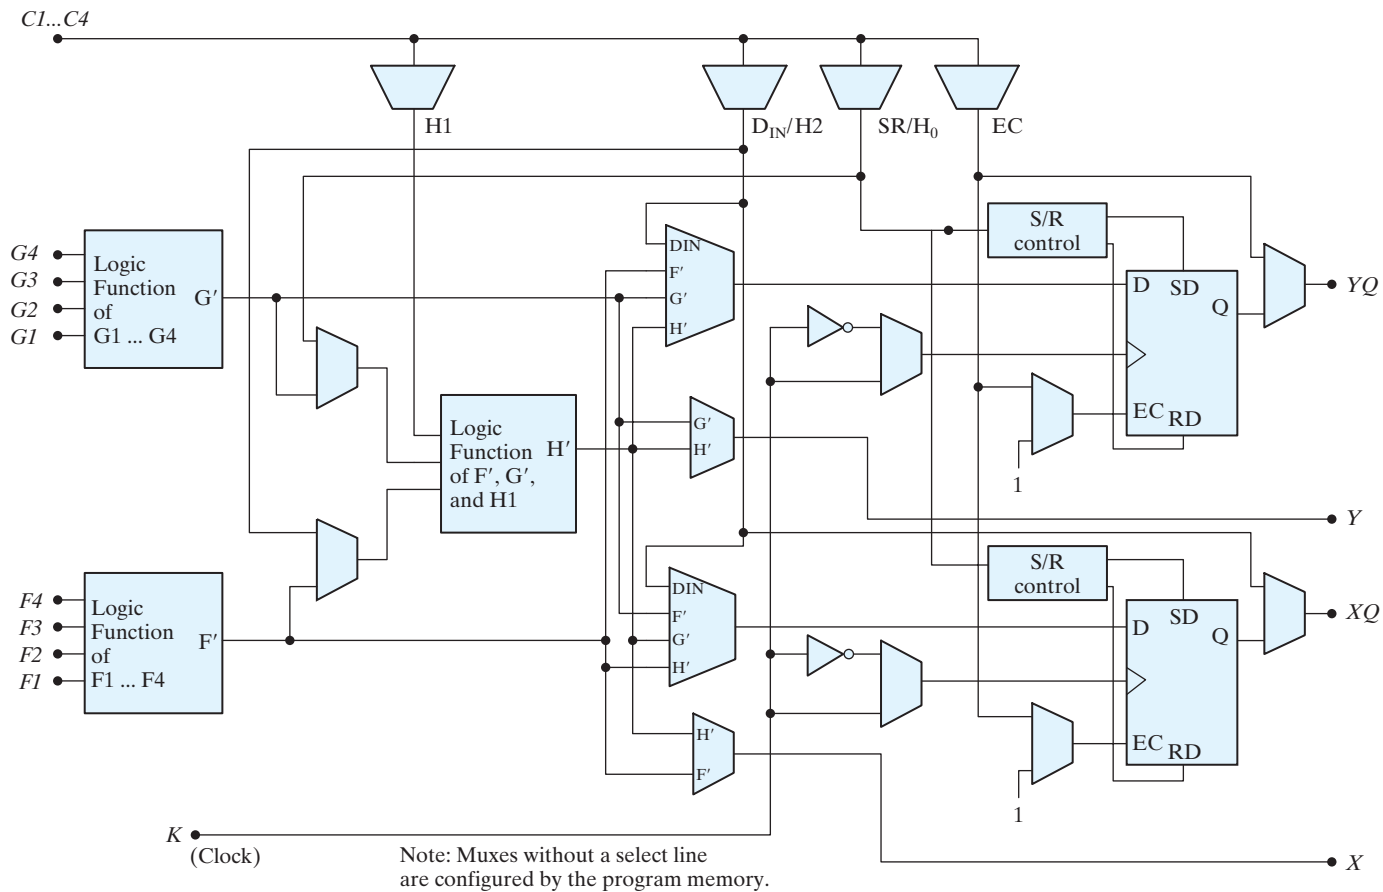 C1...C4
H1
D_IN/H2
SR/H_0
EC
G4
G3
G2
G1
Logic
Function
of
G1 ... G4
G′
DIN
F′
G′
H′
S/R
control
D
SD
Q
EC
RD
1
YQ
Logic
Function
of F′, G′,
and H1
H′
G′
H′
Y
F4
F3
F2
F1
Logic
Function
of
F1 ... F4
F′
DIN
F′
G′
H′
S/R
control
D
SD
Q
EC
RD
1
XQ
H′
F′
K
(Clock)
Note: Muxes without a select line
are configured by the program memory.
X